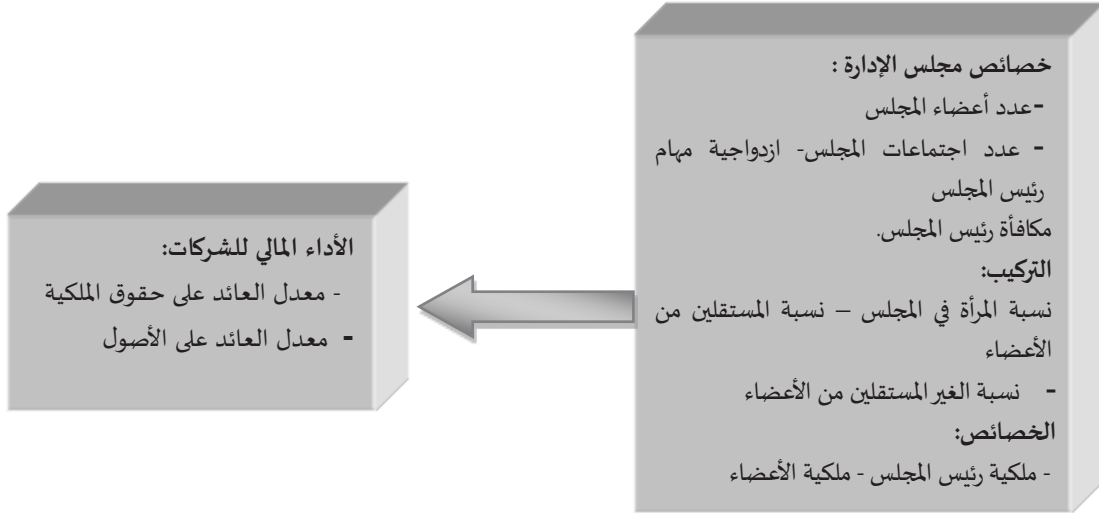 خصائص مجلس الإدارة :
-عدد أعضاء المجلس
- عدد اجتماعات المجلس- ازدواجية مهام
رئيس المجلس
مكافأة رئيس المجلس.
التركيب:
نسبة المرأة في المجلس – نسبة المستقلين من
الأعضاء
- نسبة الغير المستقلين من الأعضاء
الخصائص:
- ملكية رئيس المجلس - ملكية الأعضاء
الأداء المالي للشركات:
- معدل العائد على حقوق الملكية
- معدل العائد على الأصول